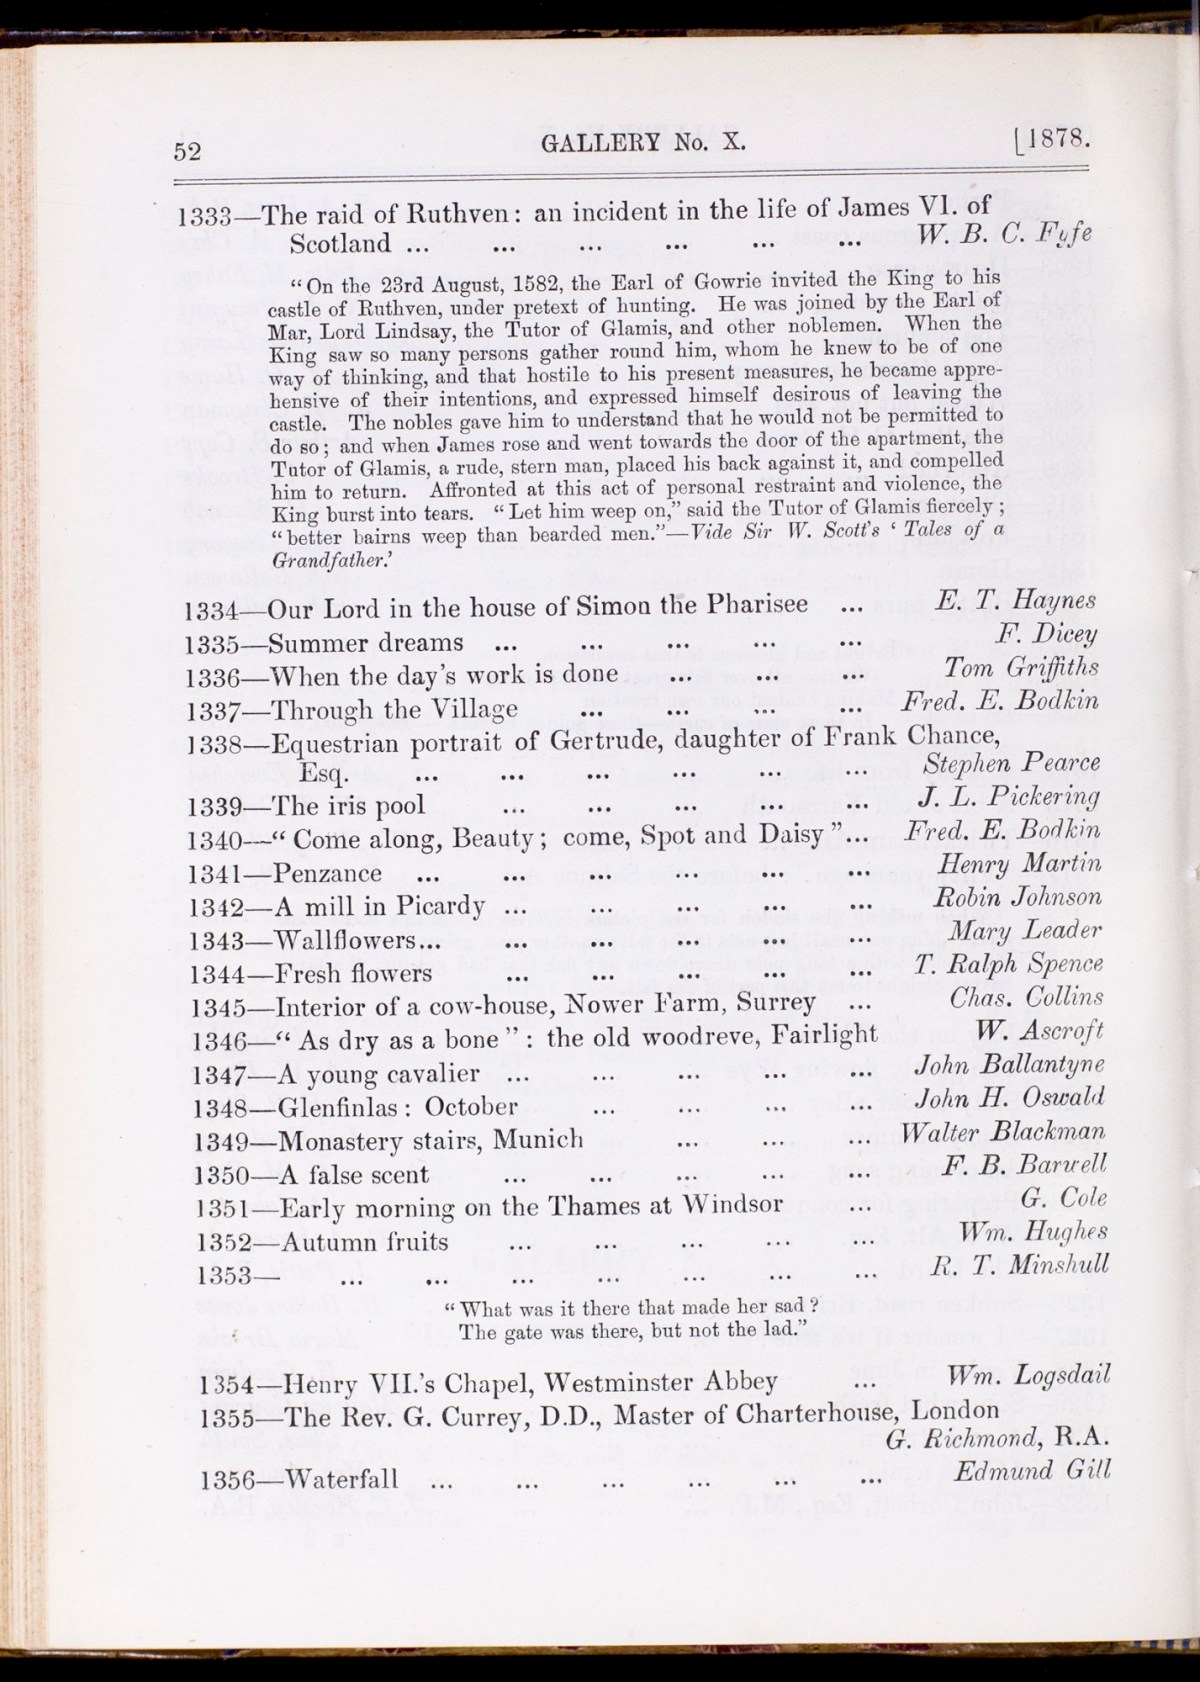 52 GALLERY No. X. [1878.
1333—The raid of Ruthven: an incident in the life of James VI. of
Scotland ... ... ... ... ... ... W. B. C. Fyfe
"On the 23rd August, 1582, the Earl of Gowrie invited the King to his
castle of Ruthven, under pretext of hunting. He was joined by the Earl of
Mar, Lord Lindsay, the Tutor of Glamis, and other noblemen. When the
King saw so many persons gather round him, whom he knew to be of one
way of thinking, and that hostile to his present measures, he became appre-
hensive of their intentions, and expressed himself desirous of leaving the
castle. The nobles gave him to understand that he would not be permitted to
do so; and when James rose and went towards the door of the apartment, the
Tutor of Glamis, a rude, stern man, placed his back against it, and compelled
him to return. Affronted at this act of personal restraint and violence, the
King burst into tears. "Let him weep on," said the Tutor of Glamis fiercely;
"better bairns weep than bearded men."—Vide Sir W. Scott's 'Tales of a
Grandfather.'
1334—Our Lord in the house of Simon the Pharisee ... E. T. Haynes
1335—Summer dreams ... ... ... ... ... F. Dicey
1336—When the day's work is done ... ... ... Tom Griffiths
1337—Through the Village ... ... ... ... Fred. E. Bodkin
1338—Equestrian portrait of Gertrude, daughter of Frank Chance,
Esq. ... ... ... ... ... ... Stephen Pearce
1339—The iris pool ... ... ... ... ... J. L. Pickering
1340—"Come along, Beauty; come, Spot and Daisy"... Fred. E. Bodkin
1341—Penzance ... ... ... ... ... ... Henry Martin
1342—A mill in Picardy ... ... ... ... ... Robin Johnson
1343—Wallflowers... ... ... ... ... ... Mary Leader
1344—Fresh flowers ... ... ... ... ... T. Ralph Spence
1345—Interior of a cow-house, Nower Farm, Surrey ... Chas. Collins
1346—"As dry as a bone": the old woodreve, Fairlight W. Ascroft
1347—A young cavalier ... ... ... ... ... John Ballantyne
1348—Glenfinlas: October ... ... ... ... John H. Oswald
1349—Monastery stairs, Munich ... ... ... Walter Blackman
1350—A false scent ... ... ... ... ... F. B. Barwell
1351—Early morning on the Thames at Windsor ... G. Cole
1352—Autumn fruits ... ... ... ... ... Wm. Hughes
1353— ... ... ... ... ... ... ... R. T. Minshull
"What was it there that made her sad?
The gate was there, but not the lad."
1354—Henry VII.'s Chapel, Westminster Abbey ... Wm. Logsdail
1355—The Rev. G. Currey, D.D., Master of Charterhouse, London
G. Richmond, R.A.
1356—Waterfall ... ... ... ... ... ... Edmund Gill